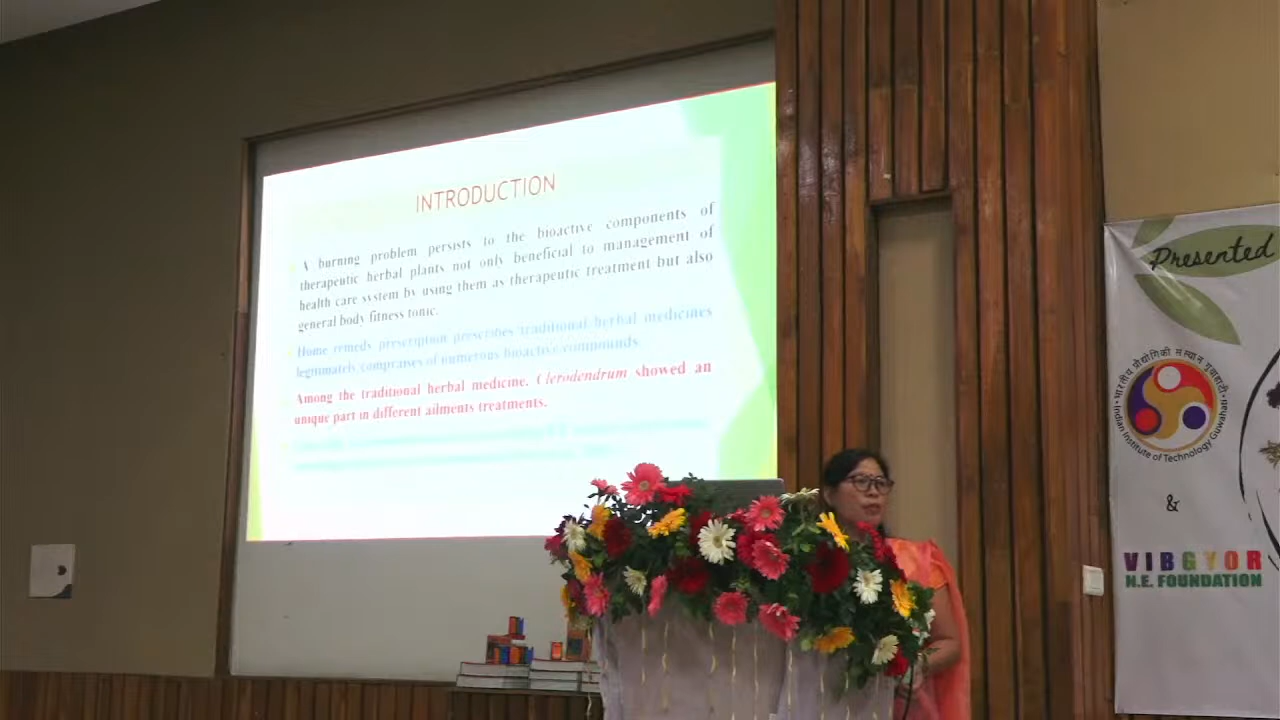 INTRODUCTION
A burning problem persists to the bioactive components of
therapeutic herbal plants not only beneficial to management of
health care system by using them as therapeutic treatment but also
general body fitness tonic.
Home remedy prescription prescribes traditional herbal medicines
legitimately compraises of numerous bioactive compounds.
Among the traditional herbal medicine. Clerodendrum showed an
unique part in different ailments treatments.
Presented
भारतीय प्रौद्योगिकी संस्थान गुवाहाटी
Indian Institute of Technology Guwahati
&
VIBGYOR
N.E. FOUNDATION